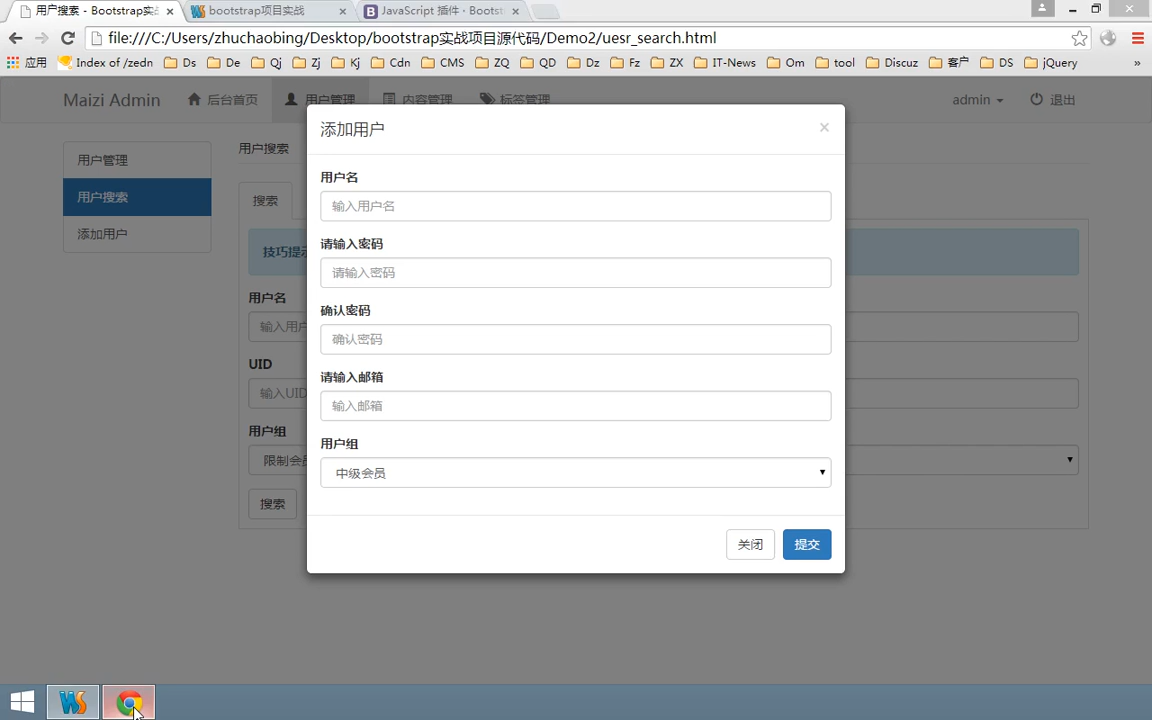 用户搜索 - Bootstrap实
bootstrap项目实战
JavaScript 插件 · Bootst
file:///C:/Users/zhuchaobing/Desktop/bootstrap实战项目源代码/Demo2/uesr_search.html
应用 Index of /zedn Ds De Qj Zj Kj Cdn CMS ZQ QD Dz Fz ZX IT-News Om tool Discuz 客户 DS jQuery »
Maizi Admin 后台首页 用户管理 内容管理 标签管理 admin 退出
添加用户 ×
用户管理
用户搜索
添加用户
用户搜索
搜索
技巧提示
用户名
输入用户
UID
输入UID
用户组
限制会员
搜索
用户名
输入用户名
请输入密码
请输入密码
确认密码
确认密码
请输入邮箱
输入邮箱
用户组
中级会员
关闭 提交